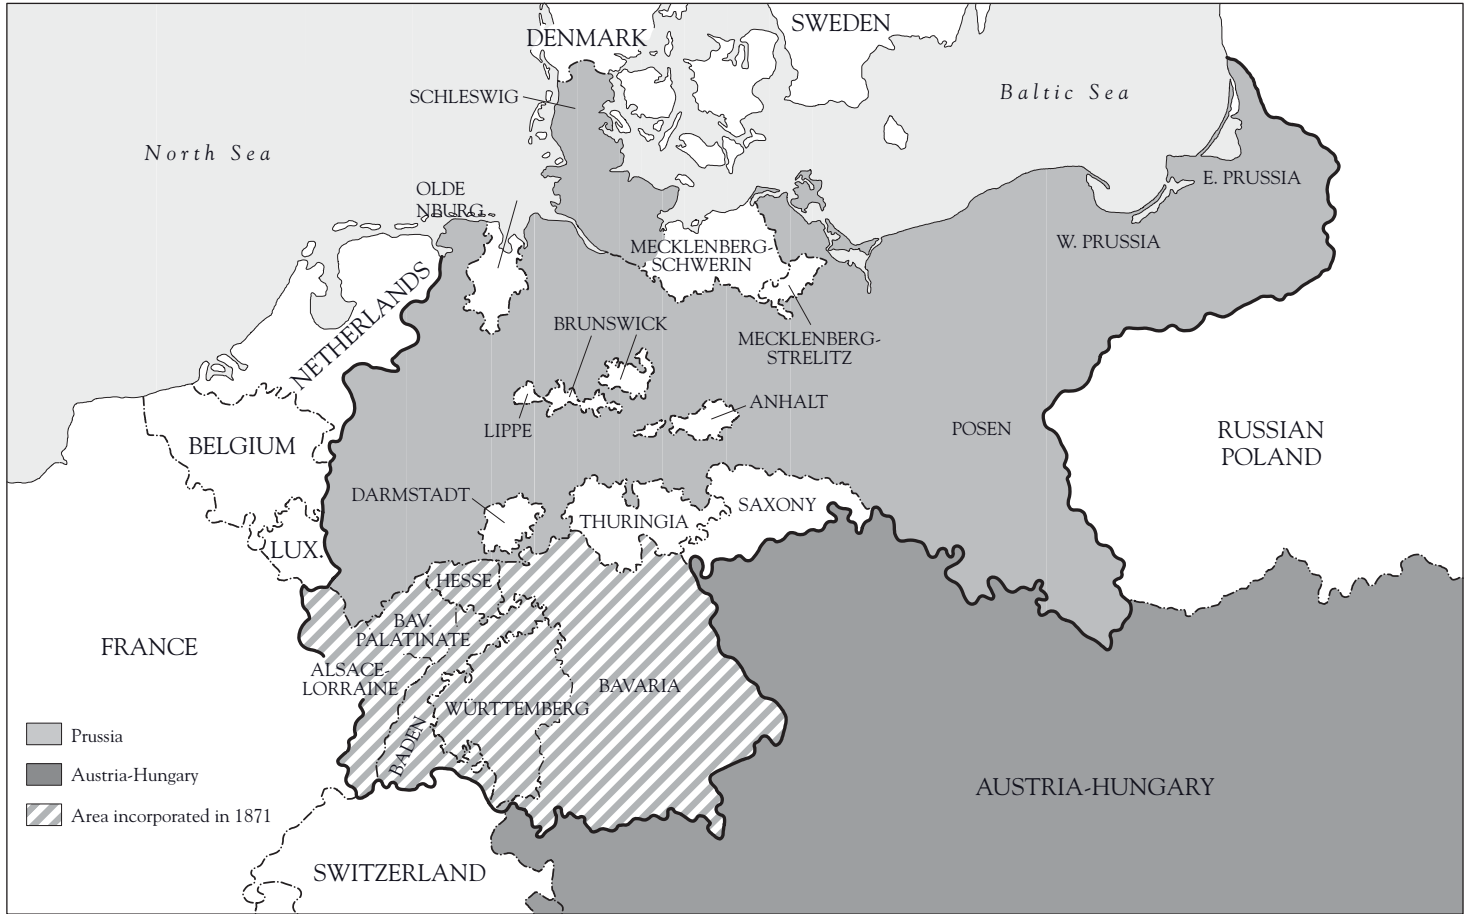 DENMARK
SWEDEN
SCHLESWIG
Baltic Sea
North Sea
E. PRUSSIA
OLDE
NBURG
W. PRUSSIA
MECKLENBERG-
SCHWERIN
NETHERLANDS
BRUNSWICK
MECKLENBERG-
STRELITZ
ANHALT
LIPPE
POSEN
RUSSIAN
POLAND
BELGIUM
DARMSTADT
SAXONY
THURINGIA
LUX.
HESSE
BAV.
PALATINATE
FRANCE
ALSACE-
LORRAINE
BAVARIA
WÜRTTEMBERG
BADEN
Prussia
Austria-Hungary
Area incorporated in 1871
AUSTRIA-HUNGARY
SWITZERLAND